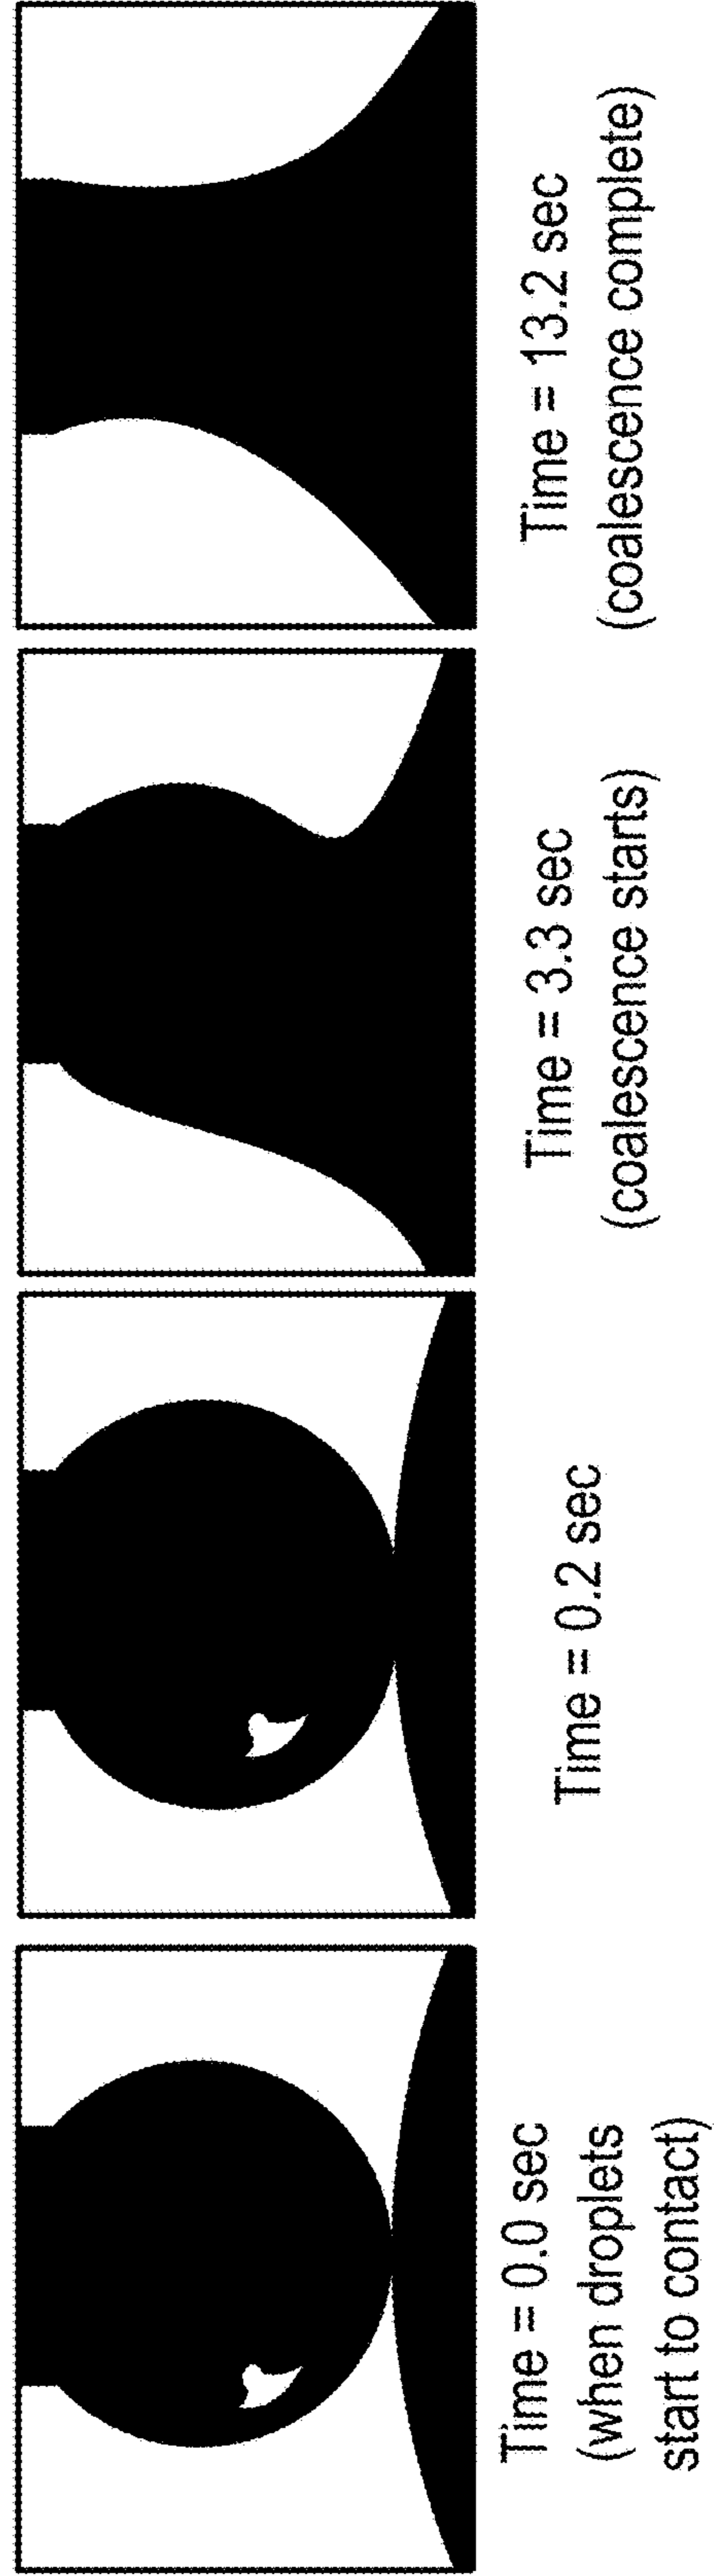 Time = 0.0 sec
(when droplets
start to contact)
Time = 0.2 sec
Time = 3.3 sec
(coalescence starts)
Time = 13.2 sec
(coalescence complete)